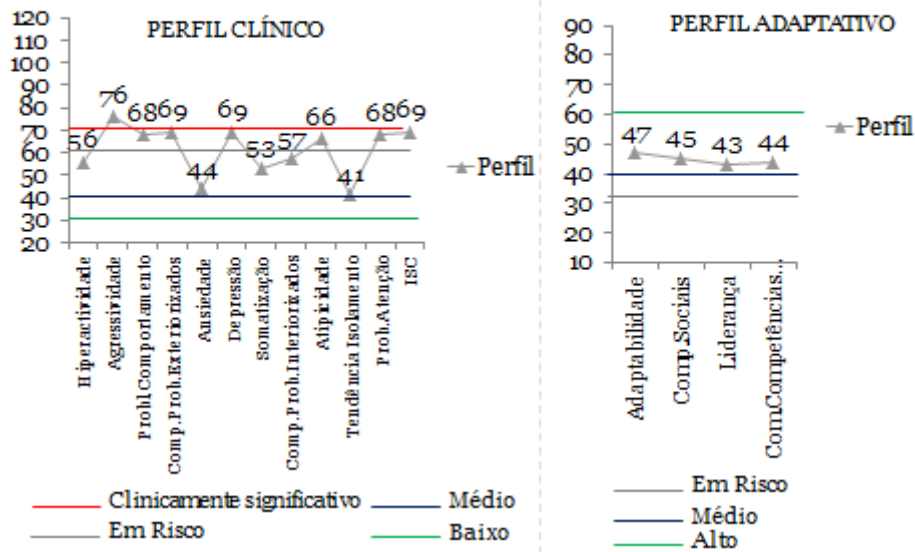 PERFIL CLÍNICO
120
110
100
90
80
70
60
50
40
30
20
56
76
68
69
44
69
53
57
66
41
68
69
Perfil
Hiperactividade
Agressividade
Probl.Comportamento
Comp.Prob.Exteriorizados
Ansiedade
Depressão
Somatização
Comp.Prob.Interiorizados
Atipicidade
Tendência Isolamento
Prob.Atenção
ISC
Clinicamente significativo
Médio
Em Risco
Baixo
PERFIL ADAPTATIVO
90
80
70
60
50
40
30
20
10
47
45
43
44
Perfil
Adaptabilidade
Comp.Sociais
Liderança
Com.Competências...
Em Risco
Médio
Alto